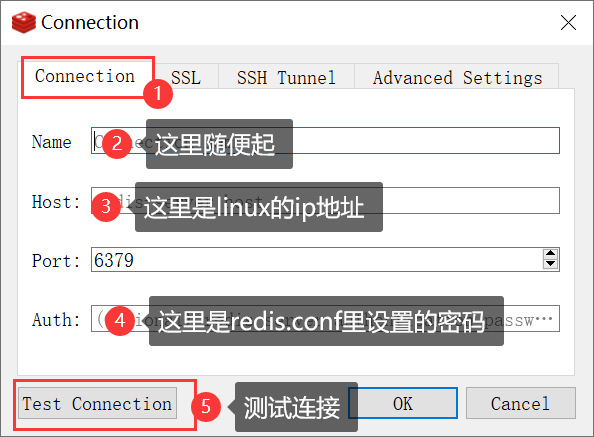 Connection
Connection SSL SSH Tunnel Advanced Settings
1
Name 2 这里随便起
Host: 3 这里是linux的ip地址
Port: 6379
Auth: 4 这里是redis.conf里设置的密码 passw…
Test Connection 5 测试连接 OK Cancel